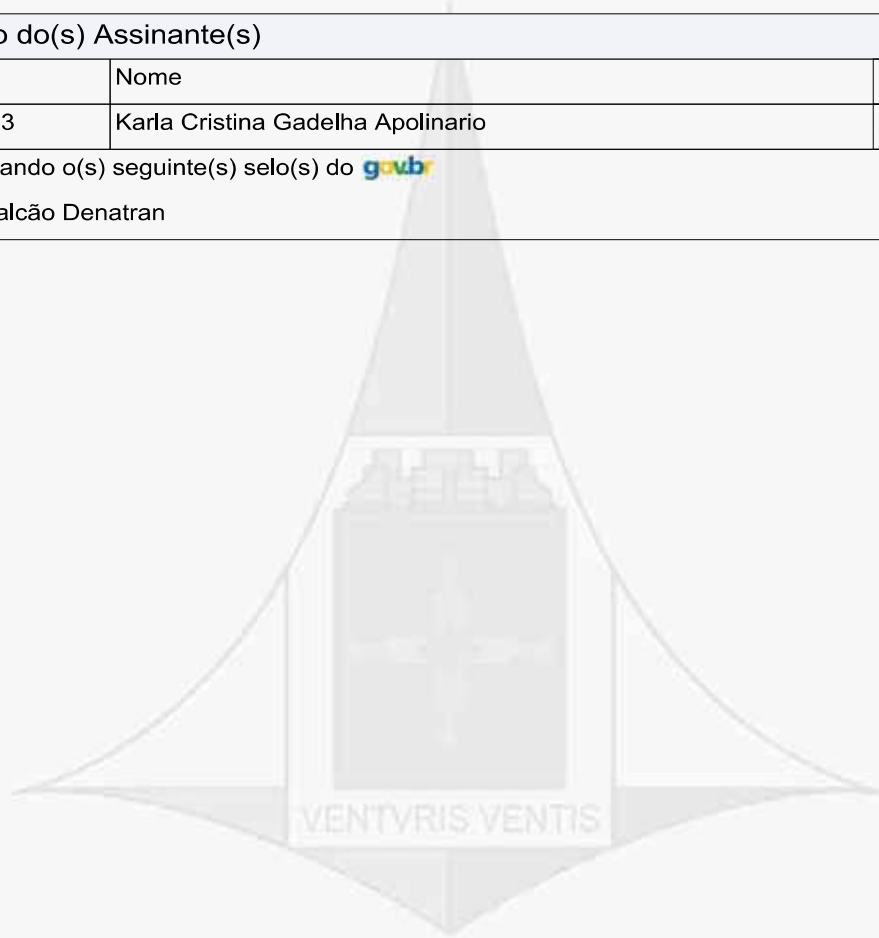 o do(s) Assinante(s)
Nome
3 Karla Cristina Gadelha Apolinario
ando o(s) seguinte(s) selo(s) do gov.br
alcão Denatran
VENTVRIS VENTIS